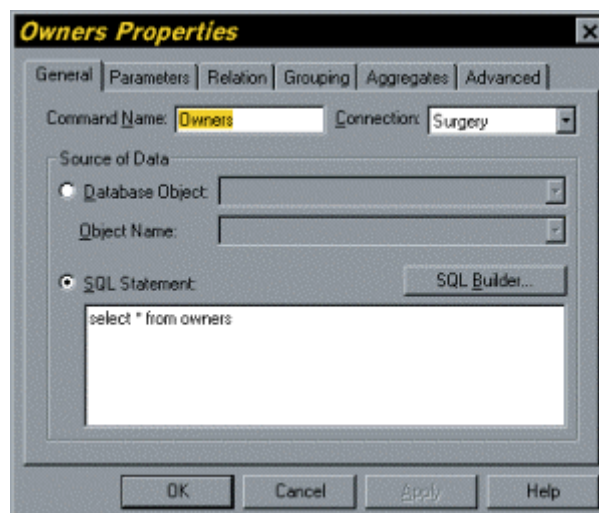 Owners Properties
General Parameters Relation Grouping Aggregates Advanced
Command Name: Owners Connection: Surgery
Source of Data
Database Object:
Object Name:
SQL Statement: SQL Builder...
select * from owners
OK Cancel Apply Help